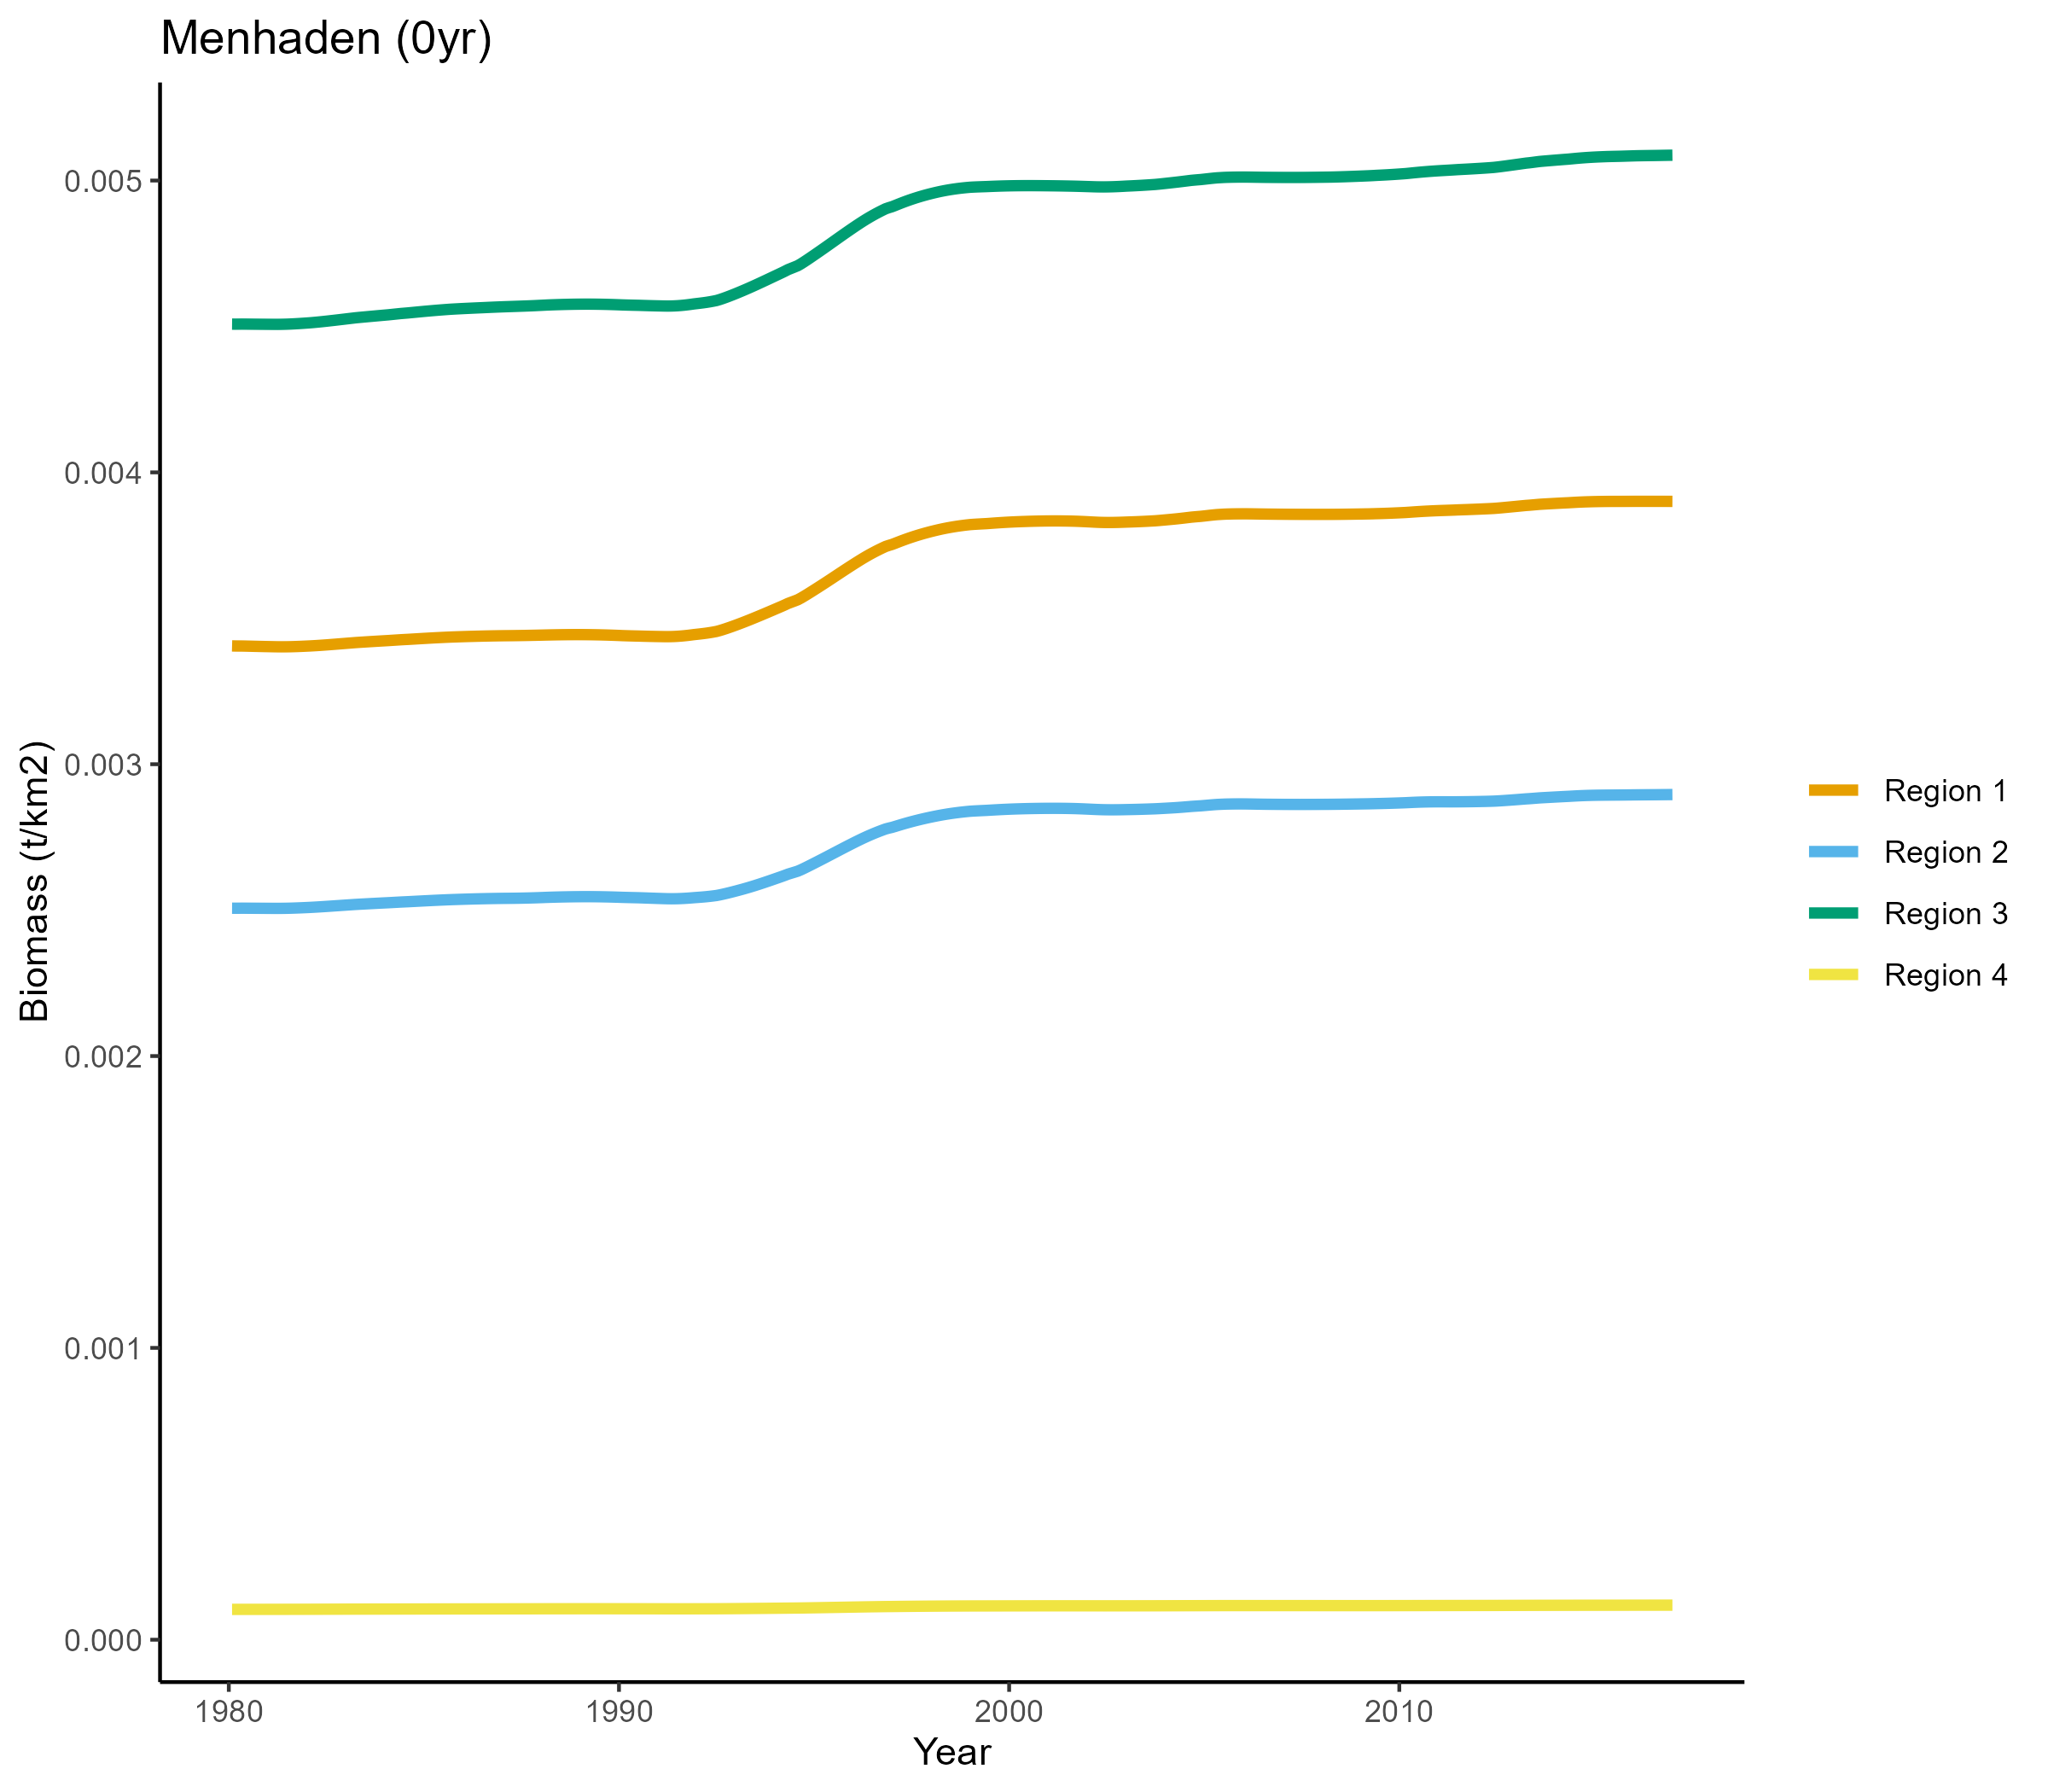 Menhaden (0yr)
Biomass (t/km2)
0.005
0.004
0.003
0.002
0.001
0.000
1980
1990
2000
2010
Year
Region 1
Region 2
Region 3
Region 4